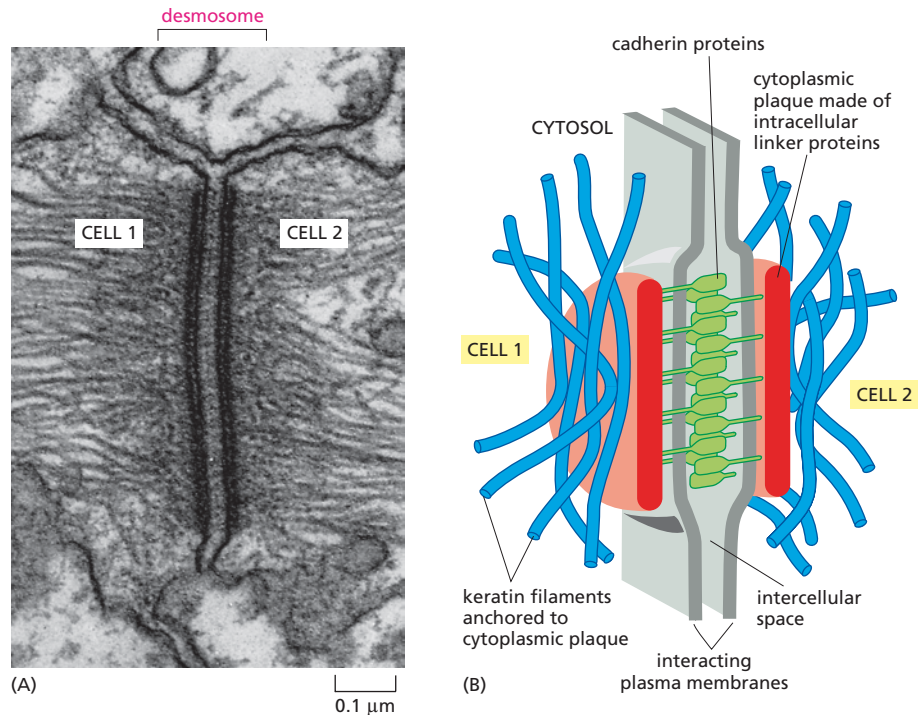 desmosome
CELL 1
CELL 2
(A)
0.1 μm
cadherin proteins
cytoplasmic
plaque made of
intracellular
linker proteins
CYTOSOL
CELL 1
CELL 2
keratin filaments
anchored to
cytoplasmic plaque
intercellular
space
interacting
plasma membranes
(B)